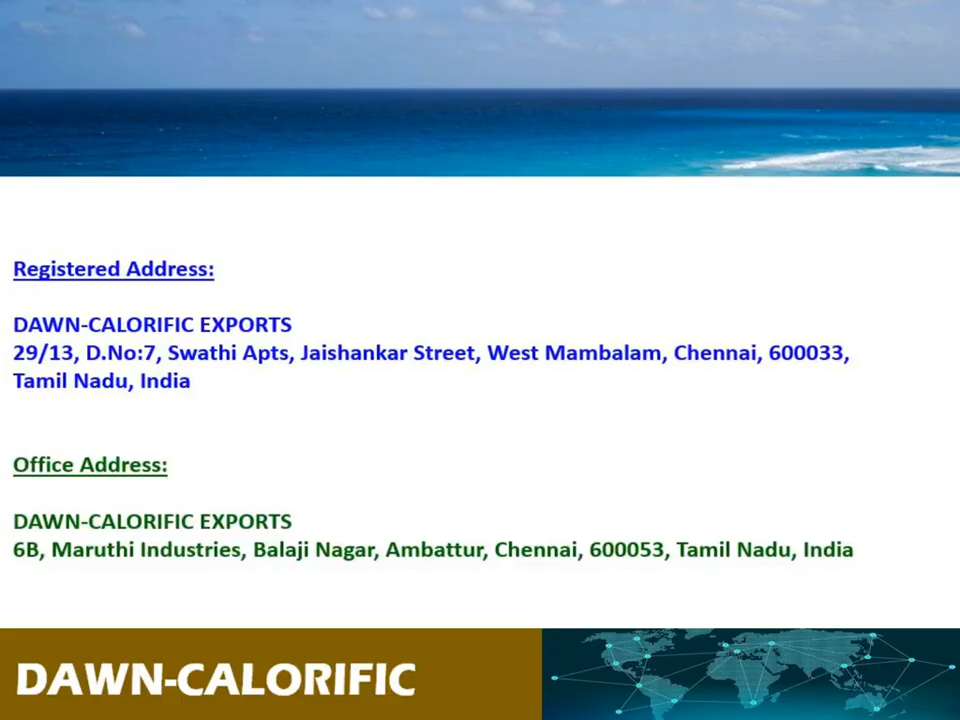 Registered Address:
DAWN-CALORIFIC EXPORTS
29/13, D.No:7, Swathi Apts, Jaishankar Street, West Mambalam, Chennai, 600033,
Tamil Nadu, India
Office Address:
DAWN-CALORIFIC EXPORTS
6B, Maruthi Industries, Balaji Nagar, Ambattur, Chennai, 600053, Tamil Nadu, India
DAWN-CALORIFIC